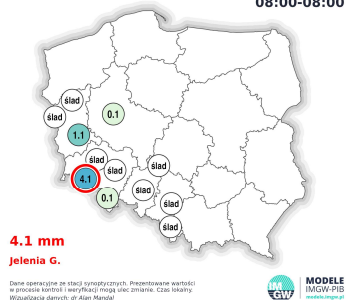 08:00-08:00
ślad
ślad
0.1
1.1
ślad
ślad
ślad
4.1
ślad
0.1
ślad
ślad
4.1 mm
Jelenia G.
Dane operacyjne ze stacji synoptycznych. Prezentowane wartości
w procesie kontroli i weryfikacji mogą ulec zmianie. Czas lokalny.
Wizualizacja danych: dr Alan Mandal
IM
GW
MODELE
IMGW-PIB
modele.imgw.pl